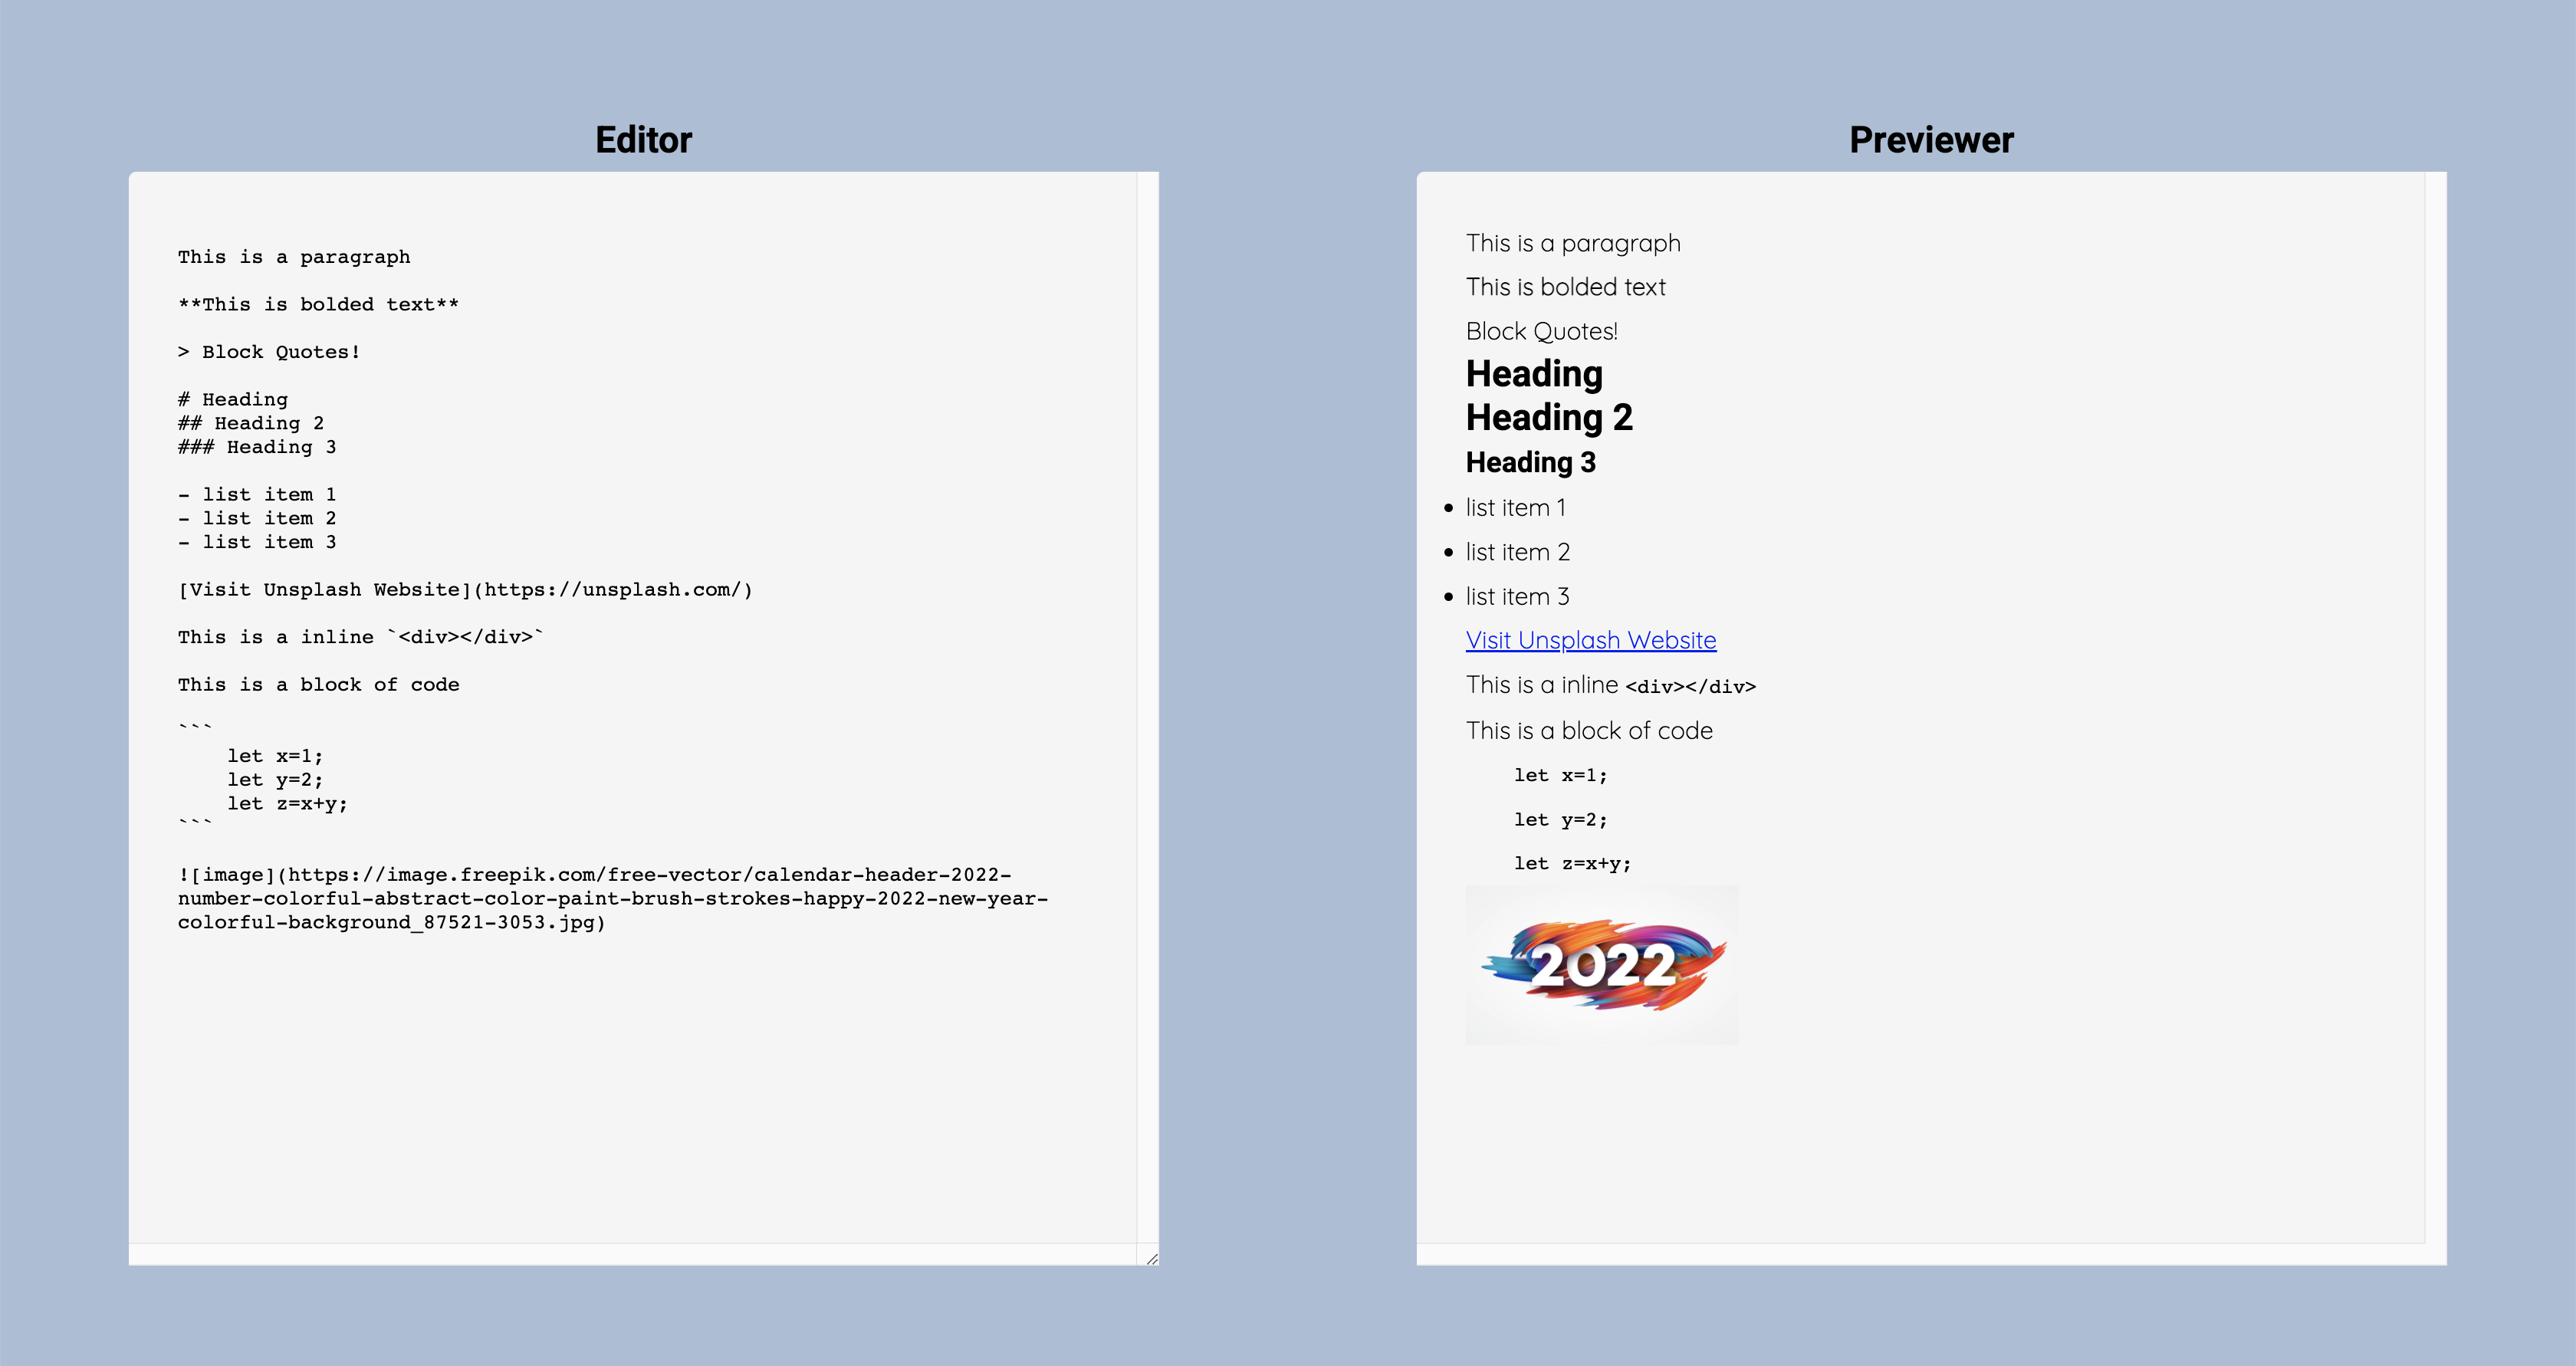 Editor
This is a paragraph
**This is bolded text**
> Block Quotes!
# Heading
## Heading 2
### Heading 3
- list item 1
- list item 2
- list item 3
[Visit Unsplash Website](https://unsplash.com/)
This is a inline `<div></div>`
This is a block of code
```
let x=1;
let y=2;
let z=x+y;
```
![image](https://image.freepik.com/free-vector/calendar-header-2022-
number-colorful-abstract-color-paint-brush-strokes-happy-2022-new-year-
colorful-background_87521-3053.jpg)
Previewer
This is a paragraph
This is bolded text
Block Quotes!
Heading
Heading 2
Heading 3
• list item 1
• list item 2
• list item 3
Visit Unsplash Website
This is a inline <div></div>
This is a block of code
let x=1;
let y=2;
let z=x+y;
2022